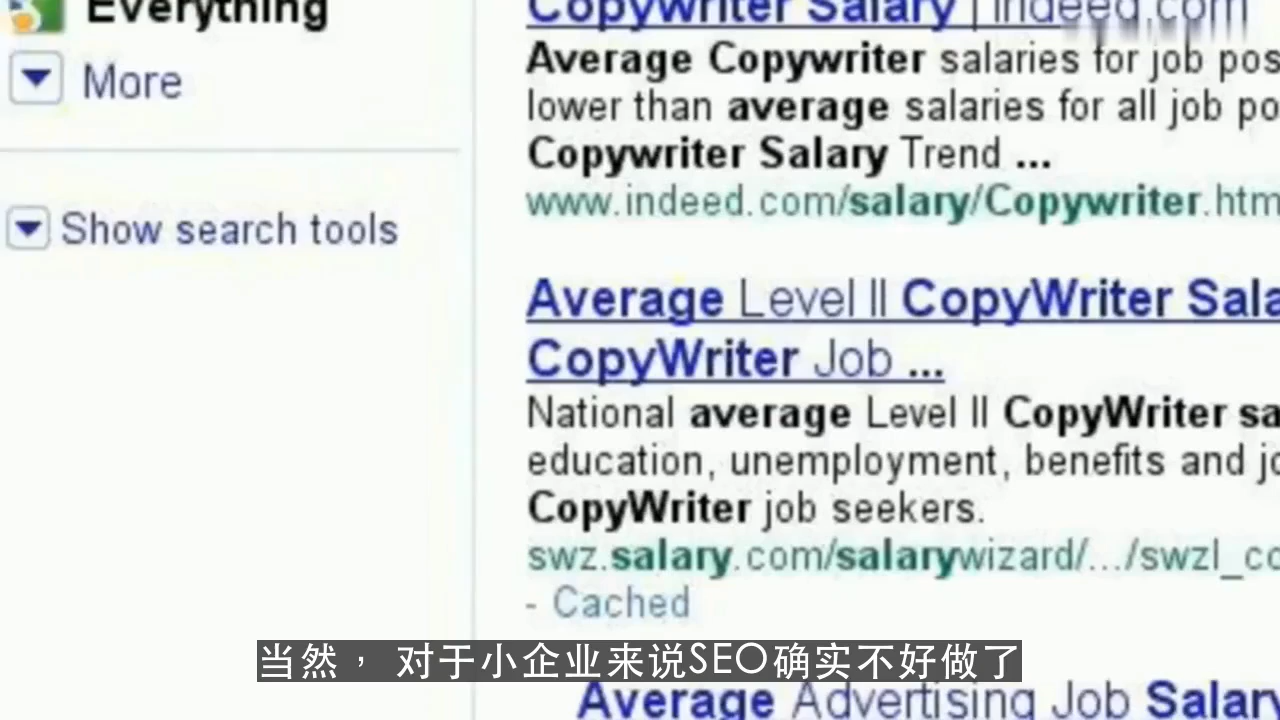 Everything
More
Show search tools
Copywriter Salary | Indeed.com
Average Copywriter salaries for job pos
lower than average salaries for all job po
Copywriter Salary Trend ...
www.indeed.com/salary/Copywriter.htm
Average Level II CopyWriter Sala
CopyWriter Job ...
National average Level II CopyWriter sa
education, unemployment, benefits and jo
CopyWriter job seekers.
swz.salary.com/salarywizard/.../swzl_co
- Cached
Average Advertising Job Salary
当然， 对于小企业来说SEO确实不好做了